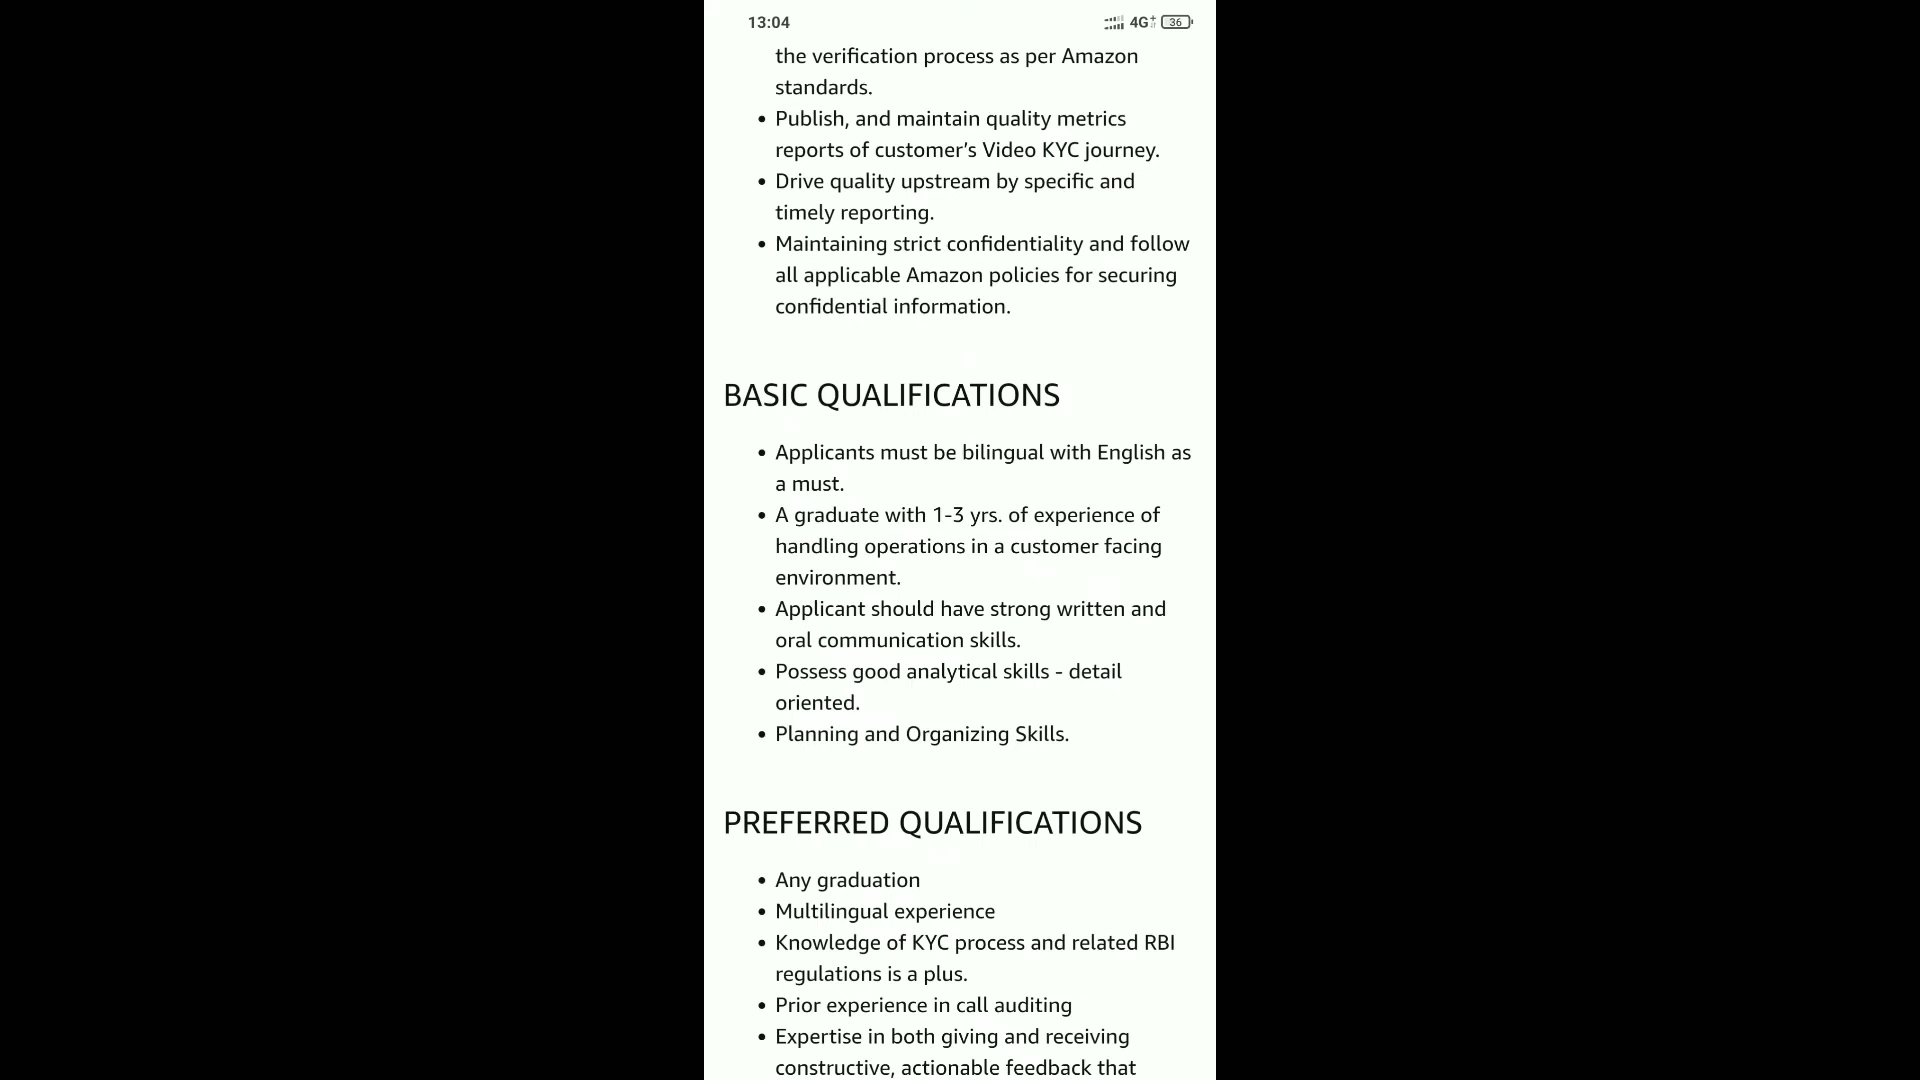 13:04 4G+ 36
the verification process as per Amazon
standards.
• Publish, and maintain quality metrics
reports of customer’s Video KYC journey.
• Drive quality upstream by specific and
timely reporting.
• Maintaining strict confidentiality and follow
all applicable Amazon policies for securing
confidential information.
BASIC QUALIFICATIONS
• Applicants must be bilingual with English as
a must.
• A graduate with 1-3 yrs. of experience of
handling operations in a customer facing
environment.
• Applicant should have strong written and
oral communication skills.
• Possess good analytical skills - detail
oriented.
• Planning and Organizing Skills.
PREFERRED QUALIFICATIONS
• Any graduation
• Multilingual experience
• Knowledge of KYC process and related RBI
regulations is a plus.
• Prior experience in call auditing
• Expertise in both giving and receiving
constructive, actionable feedback that